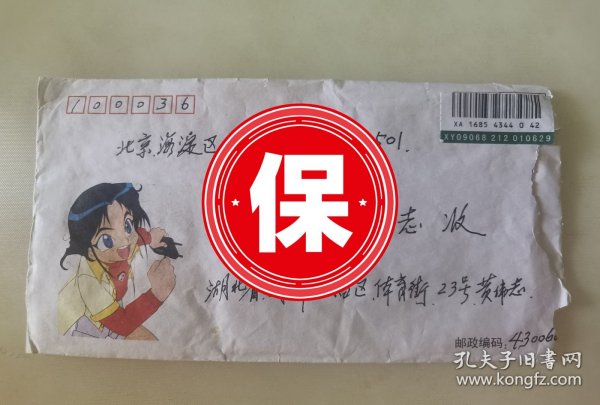 100036
XA 1685 4344 0 42
XY09068 212 010629
北京海淀区
501.
保
志收
湖北省
区体育街23号黄伟志.
邮政编码:43006
孔夫子旧书网
www.kongfz.com